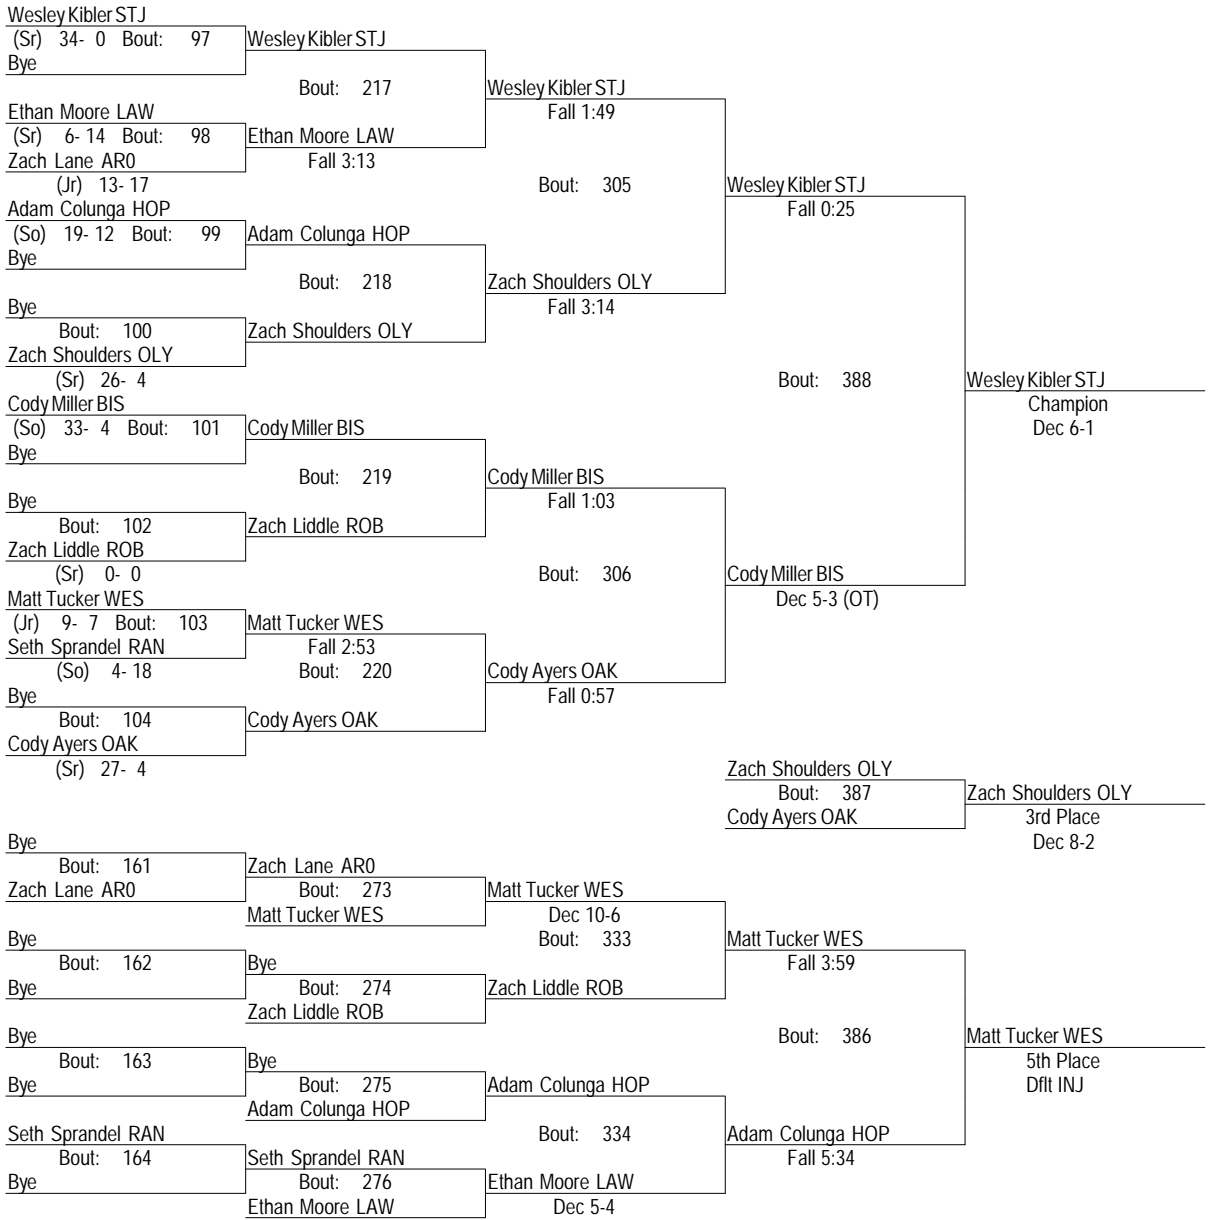 Wesley Kibler STJ
(Sr) 34- 0 Bout: 97 Wesley Kibler STJ
Bye
Bout: 217 Wesley Kibler STJ
Ethan Moore LAW Fall 1:49
(Sr) 6- 14 Bout: 98 Ethan Moore LAW
Zach Lane AR0 Fall 3:13
(Jr) 13- 17 Bout: 305 Wesley Kibler STJ
Adam Colunga HOP Fall 0:25
(So) 19- 12 Bout: 99 Adam Colunga HOP
Bye
Bout: 218 Zach Shoulders OLY
Bye Fall 3:14
Bout: 100 Zach Shoulders OLY
Zach Shoulders OLY
(Sr) 26- 4 Bout: 388 Wesley Kibler STJ
Cody Miller BIS Champion
(So) 33- 4 Bout: 101 Cody Miller BIS Dec 6-1
Bye
Bout: 219 Cody Miller BIS
Bye Fall 1:03
Bout: 102 Zach Liddle ROB
Zach Liddle ROB
(Sr) 0- 0 Bout: 306 Cody Miller BIS
Matt Tucker WES Dec 5-3 (OT)
(Jr) 9- 7 Bout: 103 Matt Tucker WES
Seth Sprandel RAN Fall 2:53
(So) 4- 18 Bout: 220 Cody Ayers OAK
Bye Fall 0:57
Bout: 104 Cody Ayers OAK
Cody Ayers OAK
(Sr) 27- 4 Zach Shoulders OLY
Bout: 387 Zach Shoulders OLY
Cody Ayers OAK 3rd Place
Bye Dec 8-2
Bout: 161 Zach Lane AR0
Zach Lane AR0 Bout: 273 Matt Tucker WES
Matt Tucker WES Dec 10-6
Bye Bout: 333 Matt Tucker WES
Bout: 162 Bye Fall 3:59
Bye Bout: 274 Zach Liddle ROB
Zach Liddle ROB
Bye Bout: 386 Matt Tucker WES
Bout: 163 Bye 5th Place
Bye Bout: 275 Adam Colunga HOP Dflt INJ
Adam Colunga HOP
Seth Sprandel RAN Bout: 334 Adam Colunga HOP
Bout: 164 Seth Sprandel RAN Fall 5:34
Bye Bout: 276 Ethan Moore LAW
Ethan Moore LAW Dec 5-4